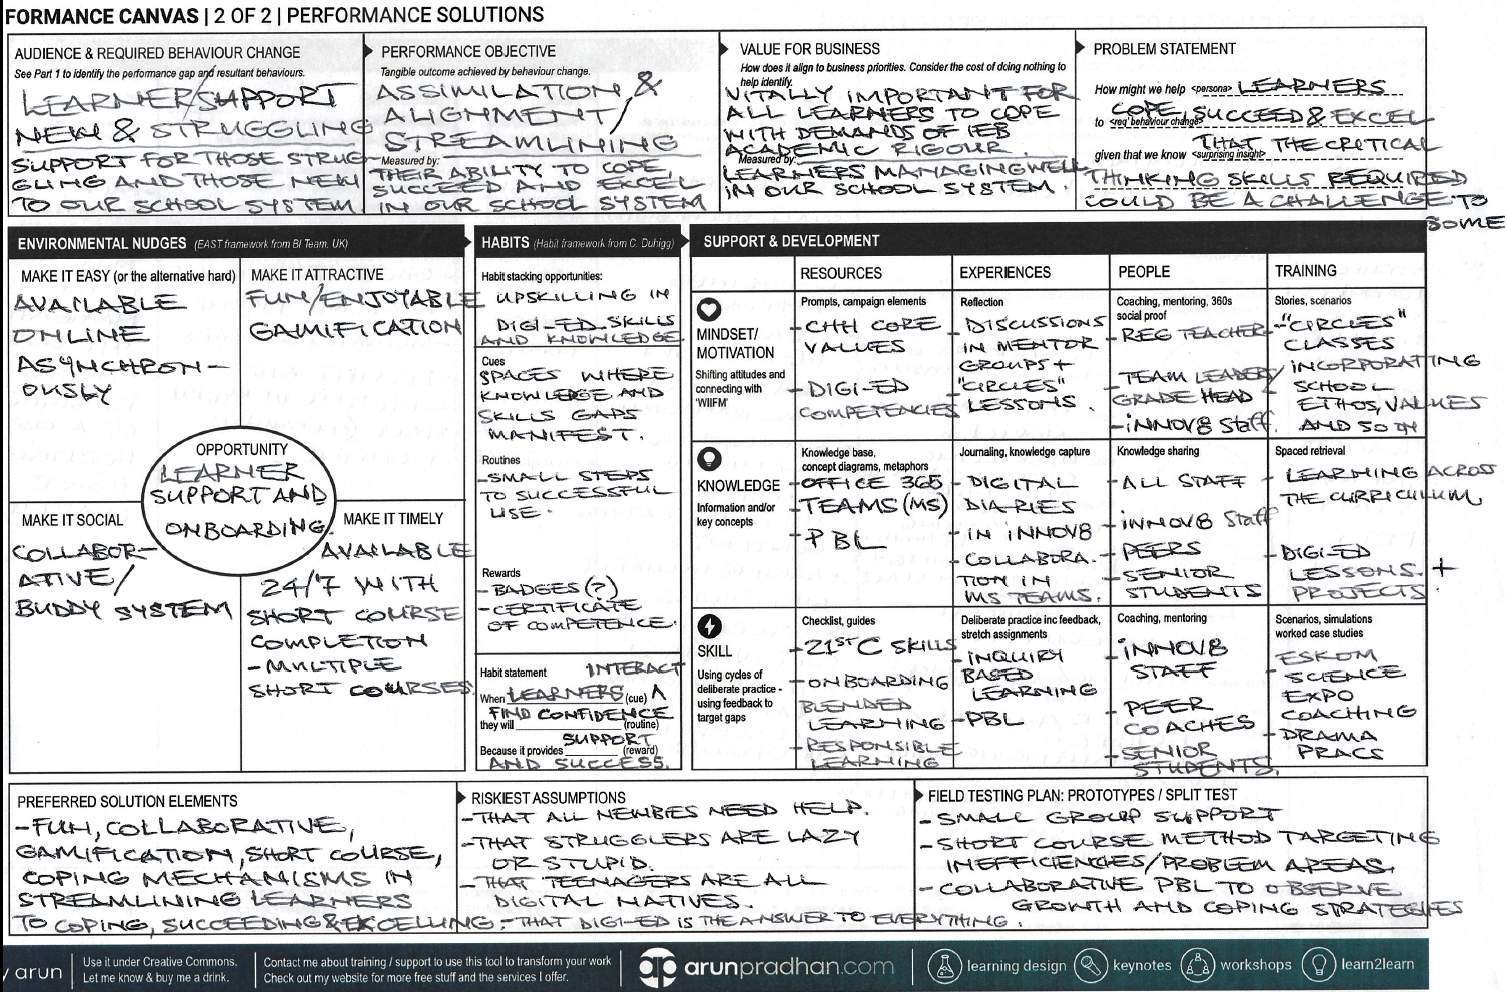 FORMANCE CANVAS | 2 OF 2 | PERFORMANCE SOLUTIONS
AUDIENCE & REQUIRED BEHAVIOUR CHANGE
See Part 1 to identify the performance gap and resultant behaviours.
LEARNER SUPPORT
NEW & STRUGGLING
SUPPORT FOR THOSE STRUG-
GLING AND THOSE NEW
TO OUR SCHOOL SYSTEM.
PERFORMANCE OBJECTIVE
Tangible outcome achieved by behaviour change.
ASSIMILATION, &
ALIGNMENT/
STREAMLINING
Measured by:
THEIR ABILITY TO COPE,
SUCCEED AND EXCEL
IN OUR SCHOOL SYSTEM
VALUE FOR BUSINESS
How does it align to business priorities. Consider the cost of doing nothing to
help identify.
VITALLY IMPORTANT FOR
ALL LEARNERS TO COPE
WITH DEMANDS OF IEB
ACADEMIC RIGOUR.
Measured by:
LEARNERS MANAGING WELL
IN OUR SCHOOL SYSTEM.
PROBLEM STATEMENT
How might we help <persona> LEARNERS
to <req' behaviour change> COPE, SUCCEED & EXCEL
given that we know <surprising insight> THAT THE CRITICAL
THINKING SKILLS REQUIRED
COULD BE A CHALLENGE TO
SOME
ENVIRONMENTAL NUDGES (EAST framework from BI Team, UK)
MAKE IT EASY (or the alternative hard)
AVAILABLE
ONLINE
ASYNCHRON-
OUSLY
MAKE IT ATTRACTIVE
FUN/ENJOYABLE
GAMIFICATION
OPPORTUNITY
LEARNER
SUPPORT AND
ONBOARDING.
MAKE IT SOCIAL
COLLABOR-
ATIVE/
BUDDY SYSTEM
MAKE IT TIMELY
AVAILABLE
24/7 WITH
SHORT COURSE
COMPLETION
-MULTIPLE
SHORT COURSES
HABITS (Habit framework from C. Duhigg)
Habit stacking opportunities:
UPSKILLING IN
DIGI-ED SKILLS
AND KNOWLEDGE
Cues
SPACES WHERE
KNOWLEDGE AND
SKILLS GAPS
MANIFEST.
Routines
-SMALL STEPS
TO SUCCESSFUL
USE.
Rewards
-BADGES(?)
-CERTIFICATE
OF COMPETENCE.
Habit statement
INTERACT
When LEARNERS (cue) ^
FIND CONFIDENCE
they will (routine)
SUPPORT
Because it provides (reward)
AND SUCCESS.
SUPPORT & DEVELOPMENT
RESOURCES
EXPERIENCES
PEOPLE
TRAINING
MINDSET/
MOTIVATION
Shifting attitudes and
connecting with
'WIIFM'
Prompts, campaign elements
-CHH CORE
VALUES
-DIGI-ED
COMPETENCIES
Reflection
-DISCUSSIONS
IN MENTOR
GROUPS +
"CIRCLES"
LESSONS.
Coaching, mentoring, 360s
social proof
-REG TEACHER
-TEAM LEADER/
GRADE HEAD
-INNOV8 Staff.
Stories, scenarios
-"CIRCLES"
CLASSES
INCORPORATING
SCHOOL
ETHOS, VALUES
AND SO ON
KNOWLEDGE
Information and/or
key concepts
Knowledge base,
concept diagrams, metaphors
-OFFICE 365
-TEAMS (MS)
-PBL
Journaling, knowledge capture
-DIGITAL
DIARIES
IN INNOV8
-COLLABORA-
TION IN
MS TEAMS.
Knowledge sharing
-ALL STAFF
-INNOV8 Staff
-PEERS
-SENIOR
STUDENTS
Spaced retrieval
-LEARNING ACROSS
THE CURRICULUM
-DIGI-ED
LESSONS. +
PROJECTS
SKILL
Using cycles of
deliberate practice -
using feedback to
target gaps
Checklist, guides
-21ST C SKILLS
-ONBOARDING
BLENDED
LEARNING
-RESPONSIBLE
LEARNING
Deliberate practice inc feedback,
stretch assignments
-INQUIRY
BASED
LEARNING
-PBL
Coaching, mentoring
-INNOV8
STAFF
-PEER
COACHES
-SENIOR
STUDENTS.
Scenarios, simulations
worked case studies
-ESKOM
SCIENCE
EXPO
COACHING
-DRAMA
PRACS
PREFERRED SOLUTION ELEMENTS
-FUN, COLLABORATIVE,
GAMIFICATION, SHORT COURSE,
COPING MECHANISMS IN
STREAMLINING LEARNERS
TO COPING, SUCCEEDING & EXCELLING.
RISKIEST ASSUMPTIONS
-THAT ALL NEWBIES NEED HELP.
-THAT STRUGGLERS ARE LAZY
OR STUPID.
-THAT TEENAGERS ARE ALL
DIGITAL NATIVES.
-THAT DIGI-ED IS THE ANSWER TO EVERYTHING.
FIELD TESTING PLAN: PROTOTYPES / SPLIT TEST
-SMALL GROUP SUPPORT
-SHORT COURSE METHOD TARGETING
INEFFICIENCIES/PROBLEM AREAS.
-COLLABORATIVE PBL TO OBSERVE
GROWTH AND COPING STRATEGIES
y arun
Use it under Creative Commons.
Let me know & buy me a drink.
Contact me about training / support to use this tool to transform your work
Check out my website for more free stuff and the services I offer.
arunpradhan.com
learning design
keynotes
workshops
learn2learn